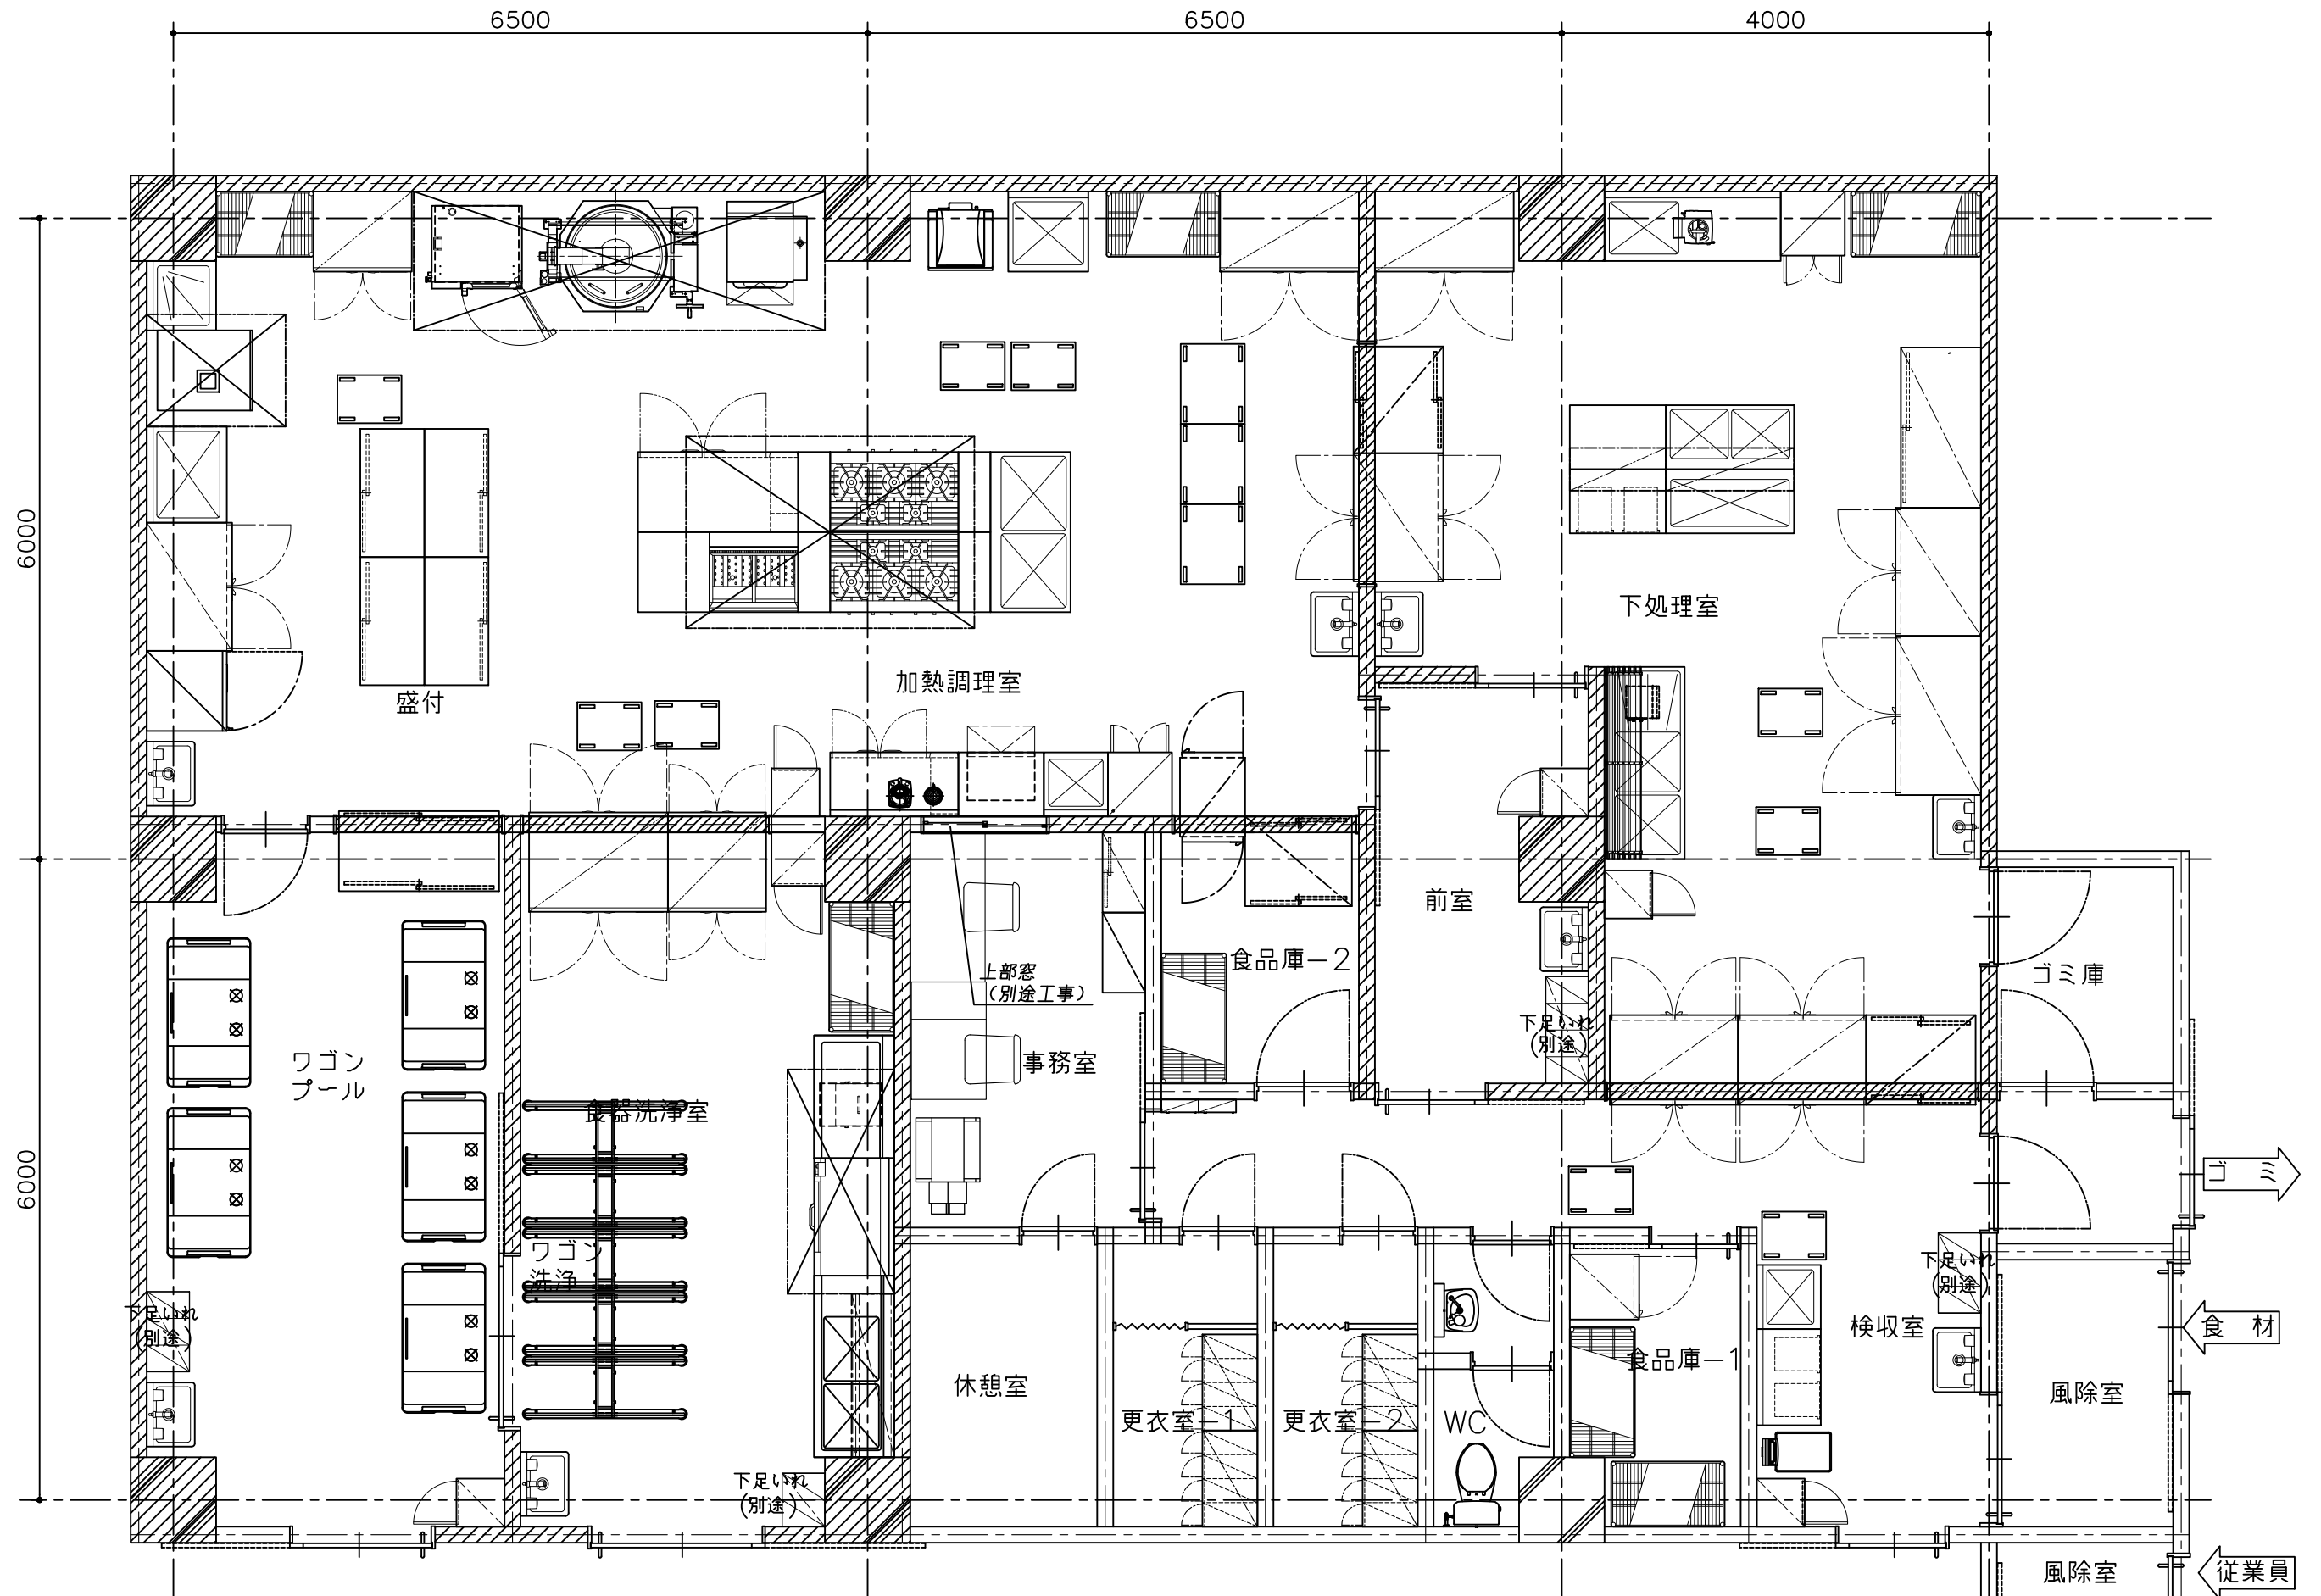 6500
6500
4000
6000
6000
下処理室
加熱調理室
盛付
前室
食品庫-2
上部窓
(別途工事)
ゴミ庫
下足いれ
(別途)
ワゴン
プール
事務室
食器洗浄室
ゴ ミ
ワゴン
洗浄
下足いれ
(別途)
下足いれ
(別途)
食 材
検収室
食品庫-1
休憩室
風除室
更衣室-1
更衣室-2
WC
下足いれ
(別途)
風除室
従業員